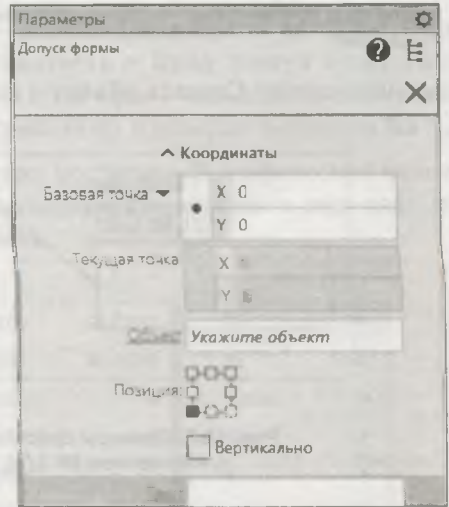 Параметры
Допуск формы
Координаты
Базовая точка
X 0
Y 0
Текущая точка
X
Y
Объект Укажите объект
Позиция:
Вертикально